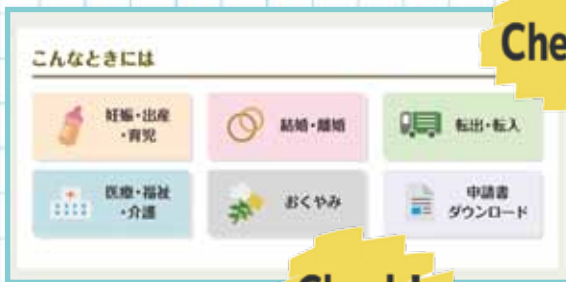 Che
こんなときには
妊娠・出産
・育児
結婚・離婚
転出・転入
医療・福祉
・介護
おくやみ
申請書
ダウンロード
Check!